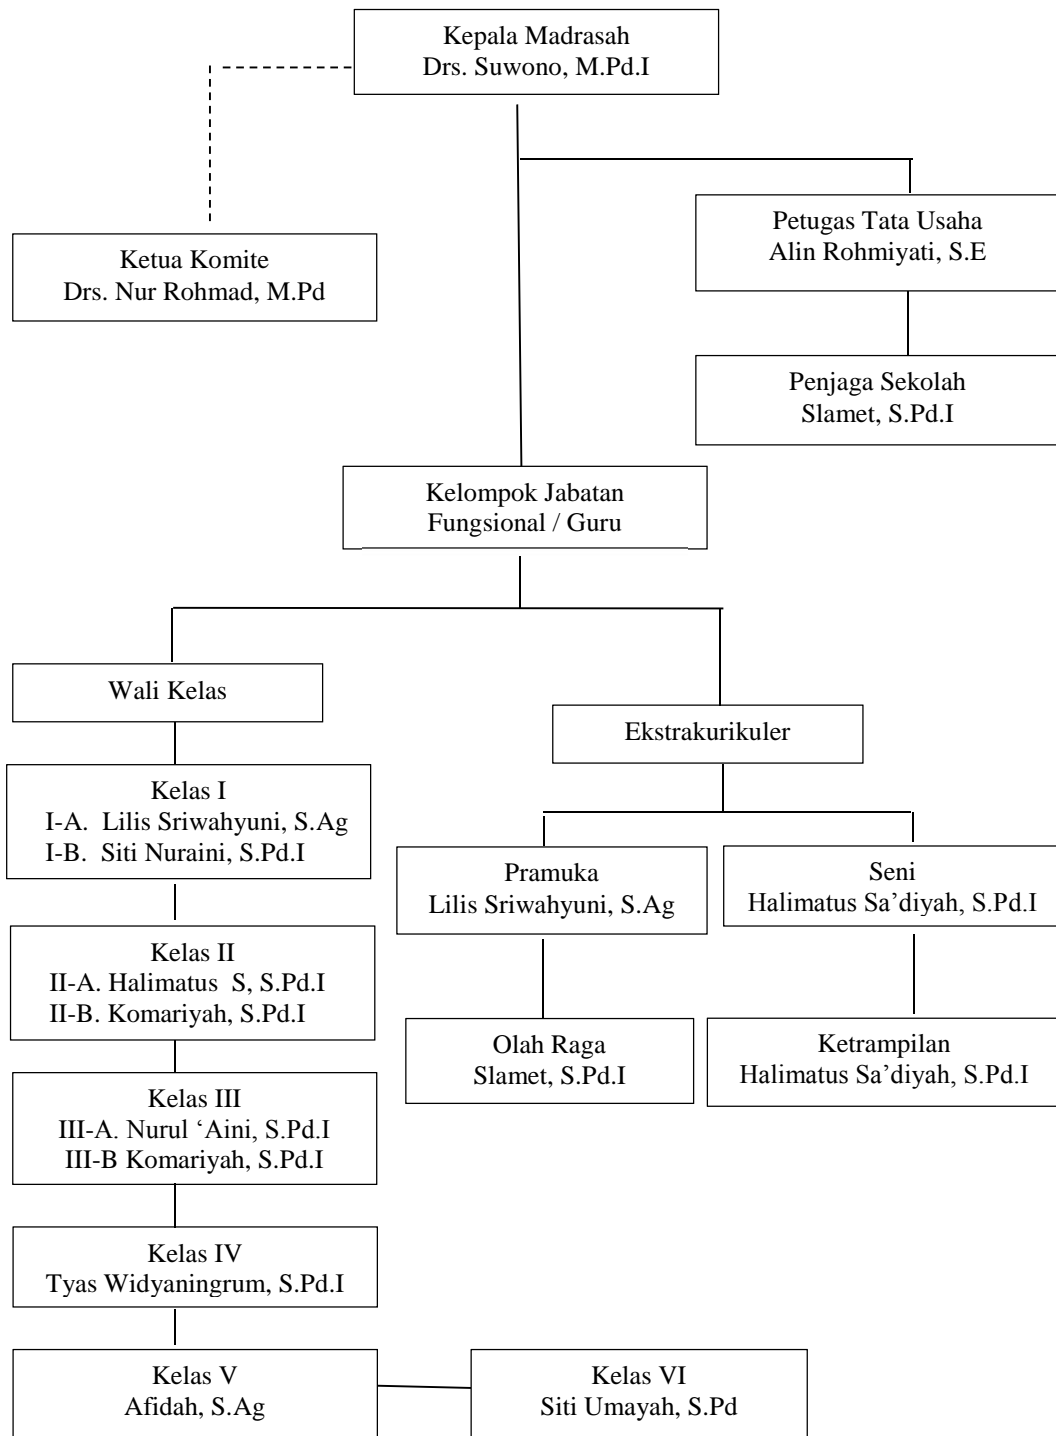 Kepala Madrasah
Drs. Suwono, M.Pd.I
Petugas Tata Usaha
Alin Rohmiyati, S.E
Ketua Komite
Drs. Nur Rohmad, M.Pd
Penjaga Sekolah
Slamet, S.Pd.I
Kelompok Jabatan
Fungsional / Guru
Wali Kelas
Ekstrakurikuler
Kelas I
I-A.  Lilis Sriwahyuni, S.Ag
I-B.  Siti Nuraini, S.Pd.I
Pramuka
Lilis Sriwahyuni, S.Ag
Seni
Halimatus Sa’diyah, S.Pd.I
Kelas II
II-A. Halimatus  S, S.Pd.I
II-B. Komariyah, S.Pd.I
Olah Raga
Slamet, S.Pd.I
Ketrampilan
Halimatus Sa’diyah, S.Pd.I
Kelas III
III-A. Nurul ‘Aini, S.Pd.I
III-B Komariyah, S.Pd.I
Kelas IV
Tyas Widyaningrum, S.Pd.I
Kelas V
Afidah, S.Ag
Kelas VI
Siti Umayah, S.Pd